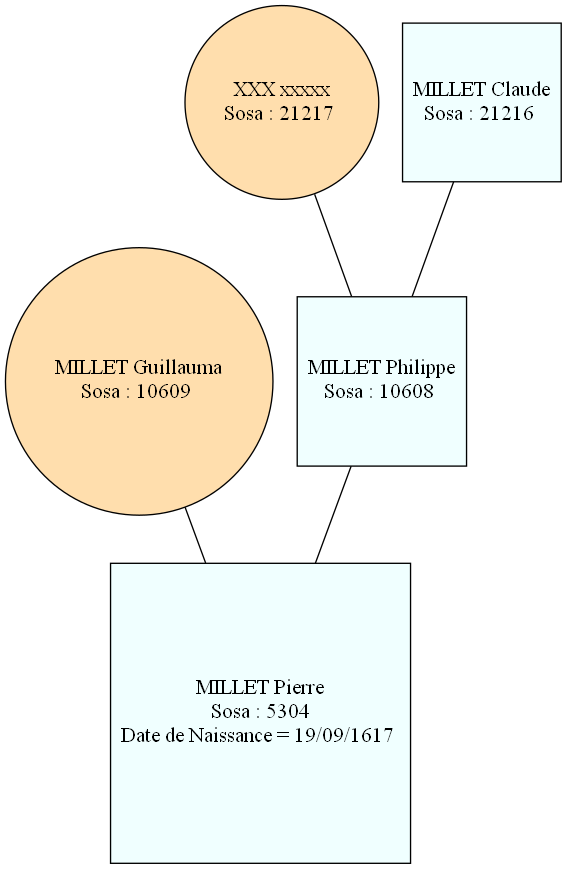 XXX xxxxx
Sosa : 21217
MILLET Claude
Sosa : 21216
MILLET Guillauma
Sosa : 10609
MILLET Philippe
Sosa : 10608
MILLET Pierre
Sosa : 5304
Date de Naissance = 19/09/1617